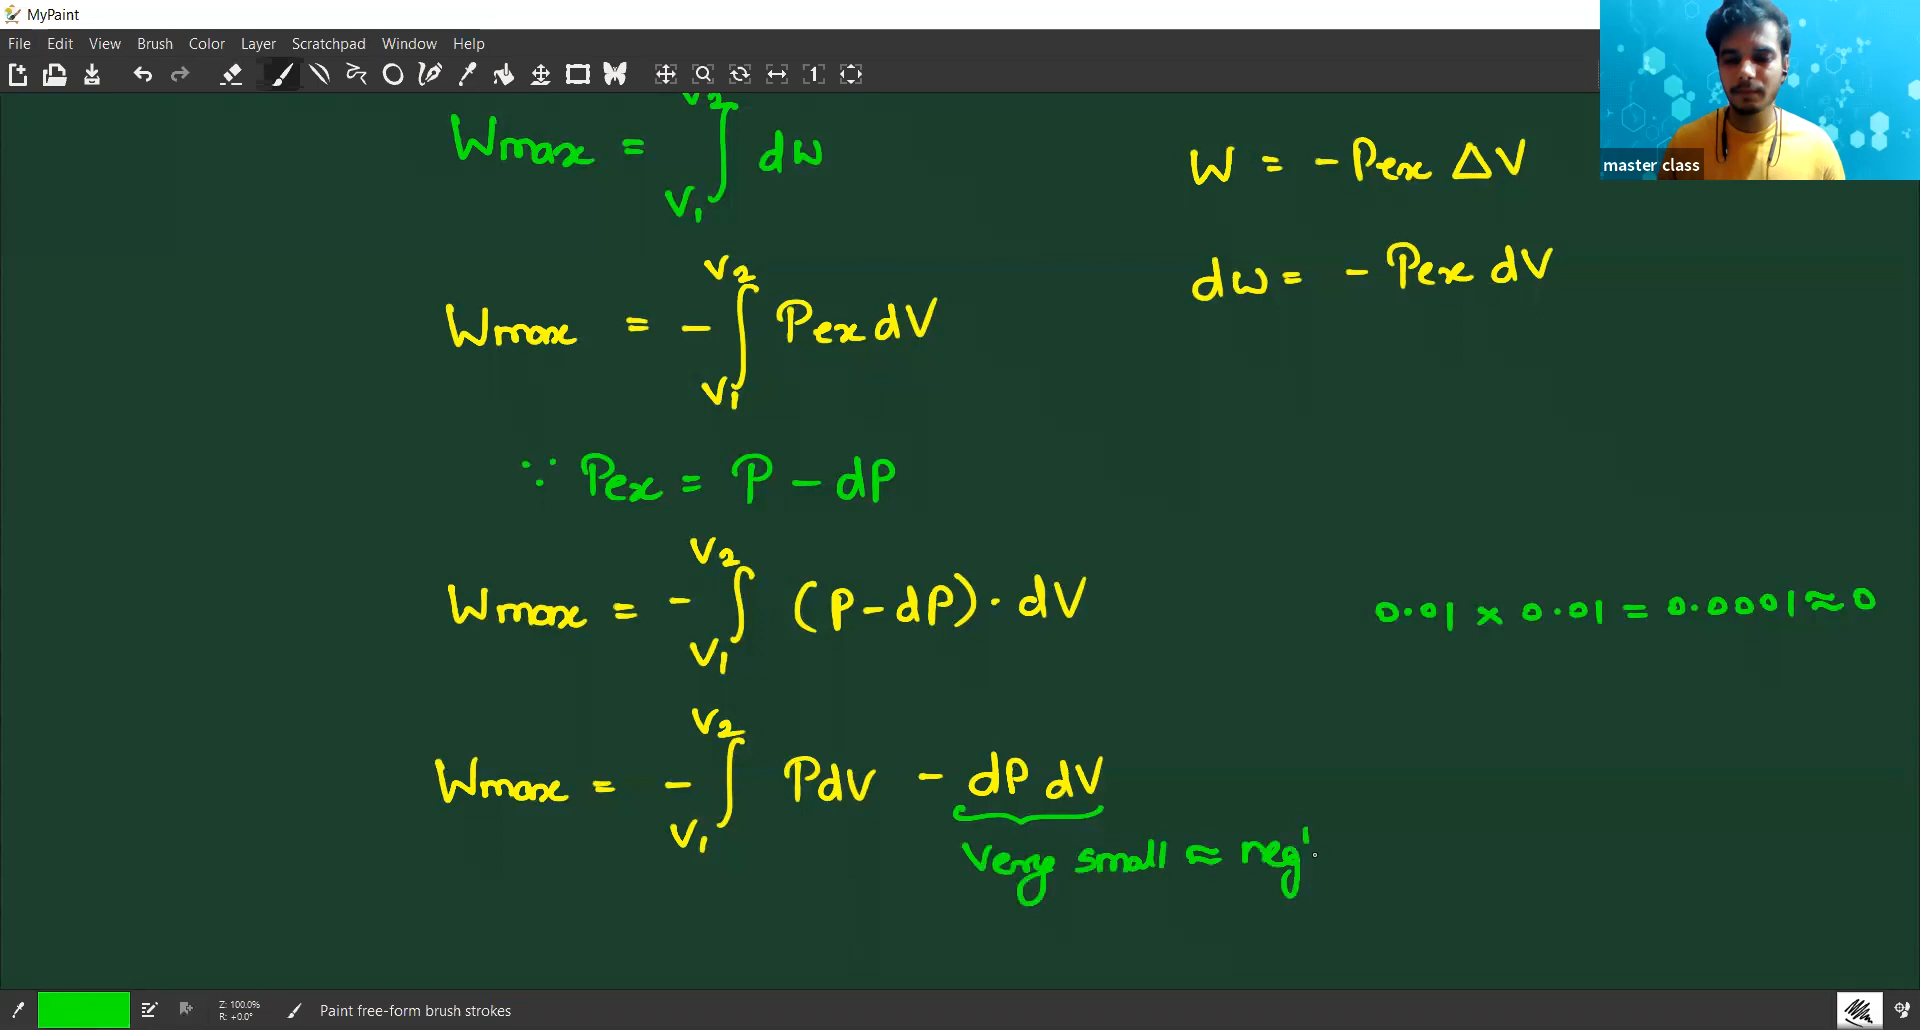 MyPaint
File Edit View Brush Color Layer Scratchpad Window Help
master class
V2
Wmax = ∫ dw
V1
W = -Pex ΔV
dw = - Pex dV
V2
Wmax = - ∫ Pex dV
V1
∵ Pex = P - dP
V2
Wmax = - ∫ (P-dP)· dV
V1
0.01 x 0.01 = 0.0001 ≈ 0
V2
Wmax = - ∫ PdV - dP dV
V1
Very small ≈ neg'
Z: 100.0%
R: +0.0°
Paint free-form brush strokes